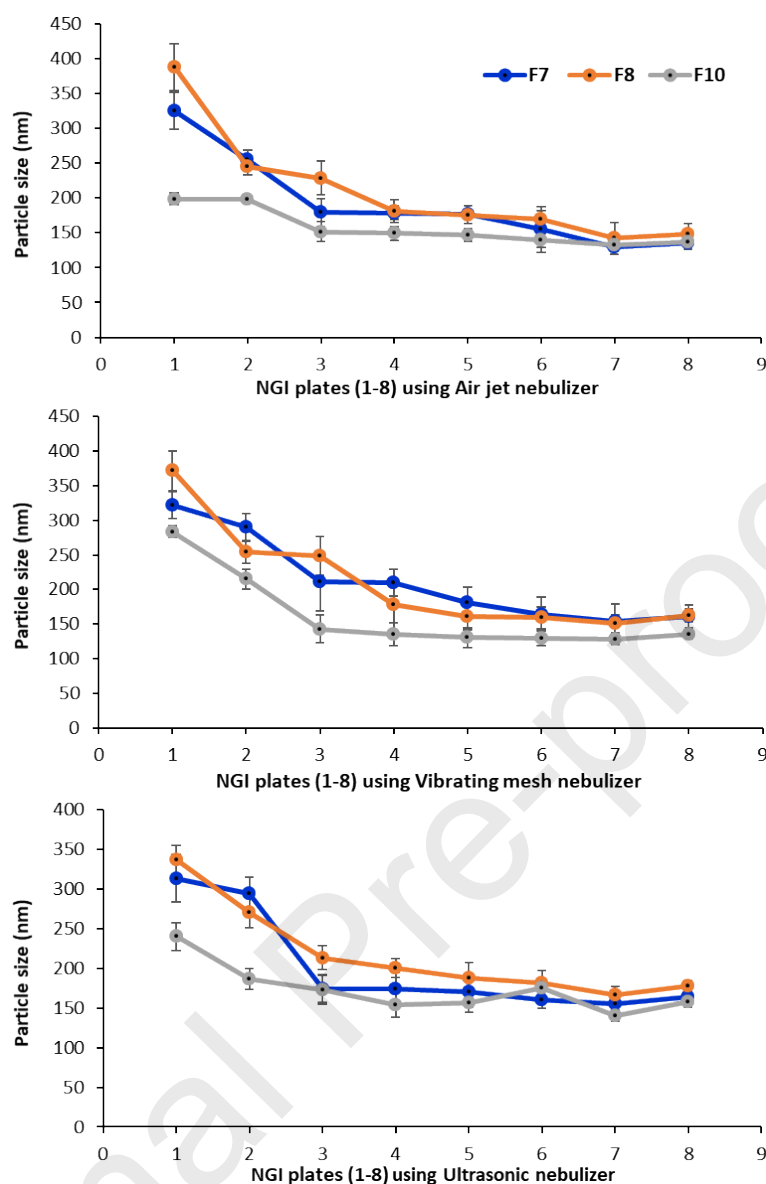 450
400
350
300
250
200
150
100
50
0
Particle size (nm)
F7 F8 F10
0 1 2 3 4 5 6 7 8 9
NGI plates (1-8) using Air jet nebulizer
450
400
350
300
250
200
150
100
50
0
Particle size (nm)
0 1 2 3 4 5 6 7 8 9
NGI plates (1-8) using Vibrating mesh nebulizer
400
350
300
250
200
150
100
50
0
Particle size (nm)
0 1 2 3 4 5 6 7 8 9
NGI plates (1-8) using Ultrasonic nebulizer
nal Pre-proo